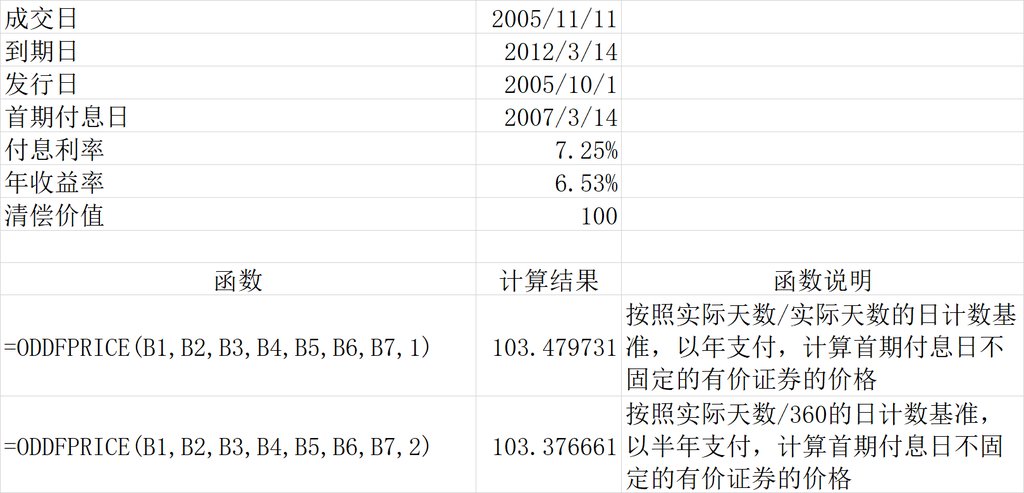 成交日 2005/11/11
到期日 2012/3/14
发行日 2005/10/1
首期付息日 2007/3/14
付息利率 7.25%
年收益率 6.53%
清偿价值 100
函数 计算结果 函数说明
=ODDFPRICE(B1,B2,B3,B4,B5,B6,B7,1) 103.479731
按照实际天数/实际天数的日计数基
准，以年支付，计算首期付息日不
固定的有价证券的价格
=ODDFPRICE(B1,B2,B3,B4,B5,B6,B7,2) 103.376661
按照实际天数/360的日计数基准，
以半年支付，计算首期付息日不固
定的有价证券的价格